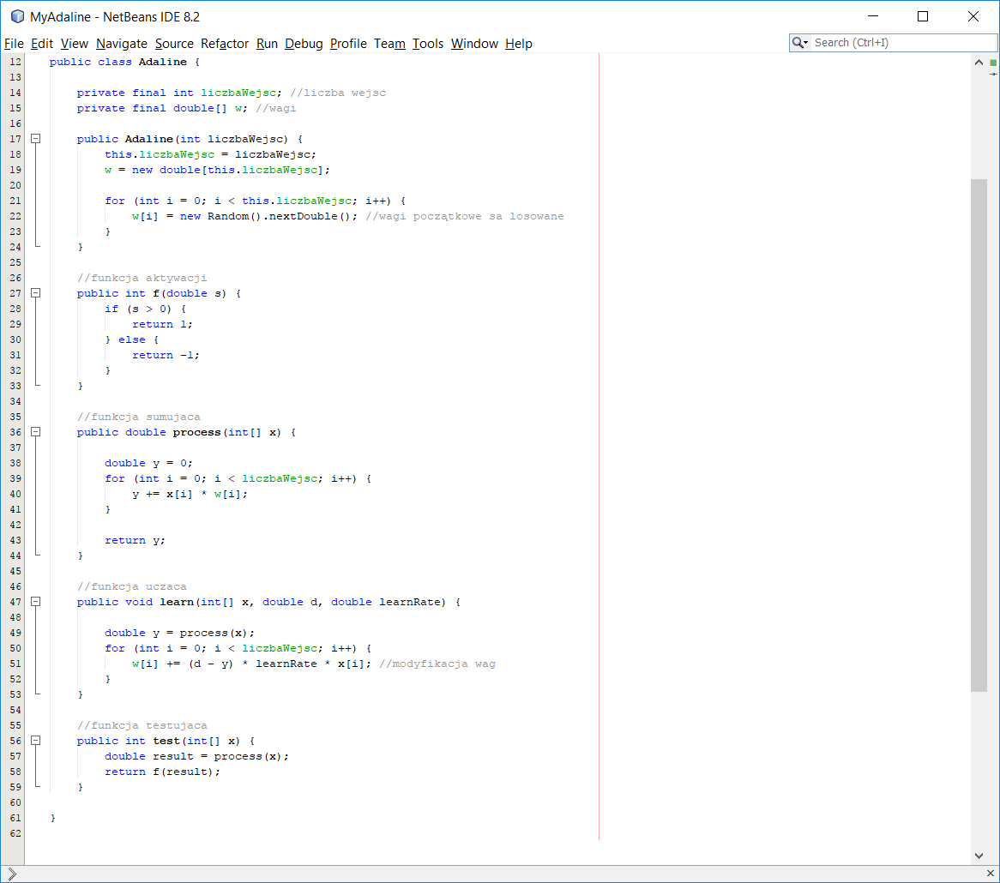 MyAdaline - NetBeans IDE 8.2
File Edit View Navigate Source Refactor Run Debug Profile Team Tools Window Help
Search (Ctrl+I)
12 public class Adaline {
13
14     private final int liczbaWejsc; //liczba wejsc
15     private final double[] w; //wagi
16
17     public Adaline(int liczbaWejsc) {
18         this.liczbaWejsc = liczbaWejsc;
19         w = new double[this.liczbaWejsc];
20
21         for (int i = 0; i < this.liczbaWejsc; i++) {
22             w[i] = new Random().nextDouble(); //wagi początkowe sa losowane
23         }
24     }
25
26     //funkcja aktywacji
27     public int f(double s) {
28         if (s > 0) {
29             return 1;
30         } else {
31             return -1;
32         }
33     }
34
35     //funkcja sumujaca
36     public double process(int[] x) {
37
38         double y = 0;
39         for (int i = 0; i < liczbaWejsc; i++) {
40             y += x[i] * w[i];
41         }
42
43         return y;
44     }
45
46     //funkcja uczaca
47     public void learn(int[] x, double d, double learnRate) {
48
49         double y = process(x);
50         for (int i = 0; i < liczbaWejsc; i++) {
51             w[i] += (d - y) * learnRate * x[i]; //modyfikacja wag
52         }
53     }
54
55     //funkcja testujaca
56     public int test(int[] x) {
57         double result = process(x);
58         return f(result);
59     }
60
61 }
62